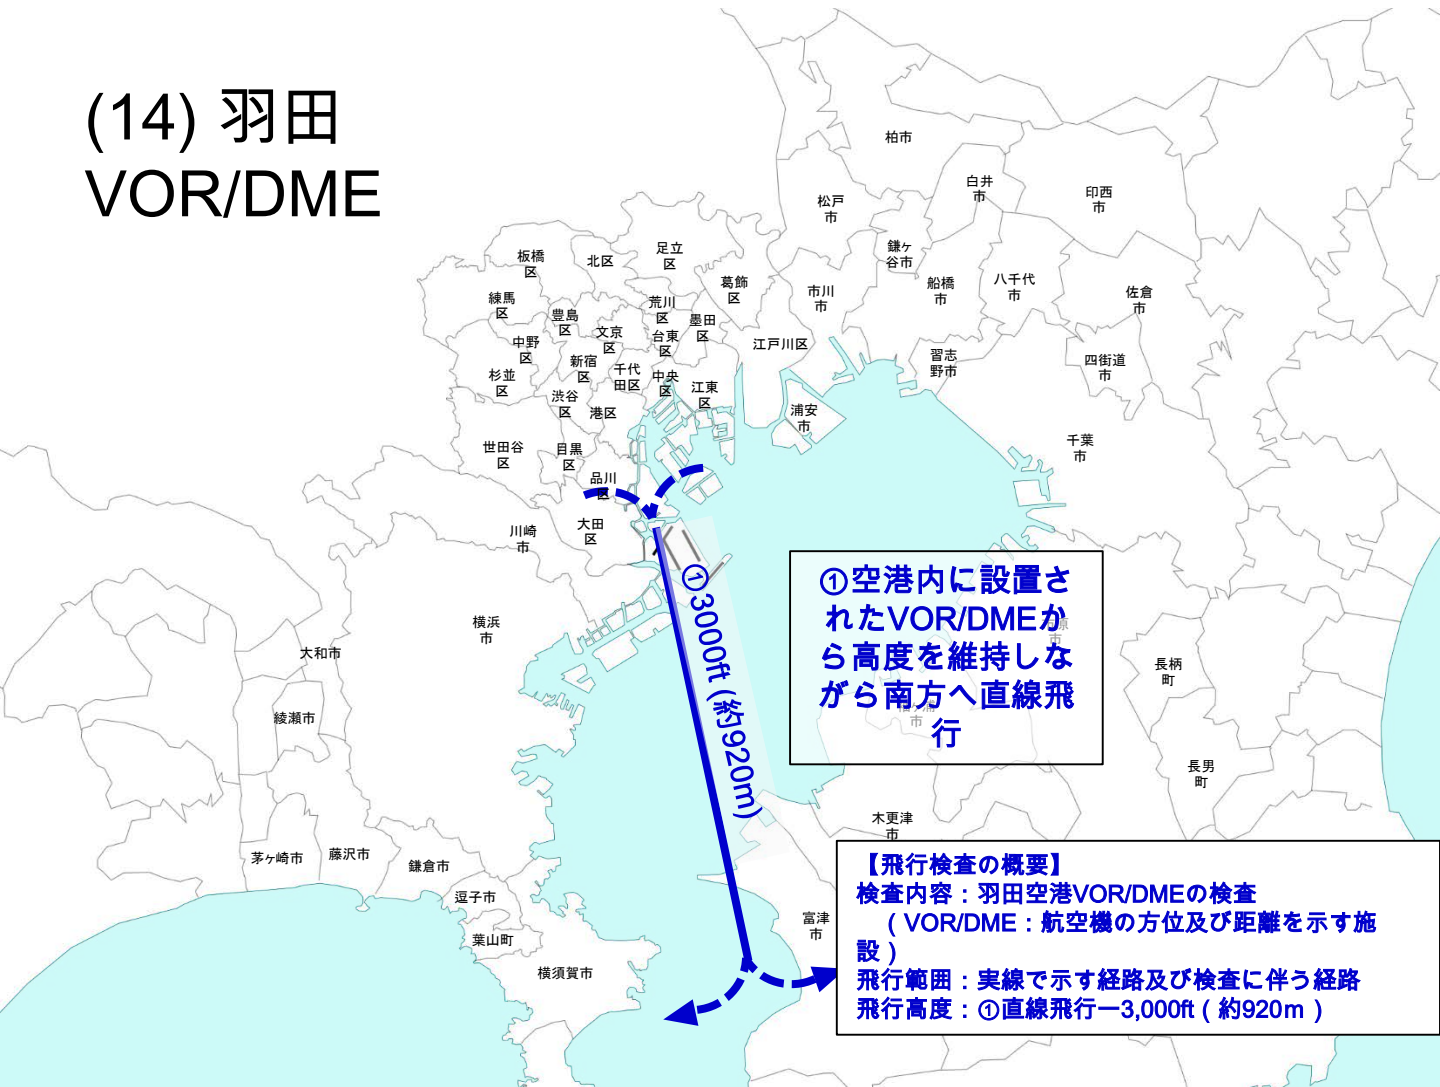 (14) 羽田
VOR/DME
柏市
白井
市
印西
市
松戸
市
鎌ヶ
谷市
船橋
市
八千代
市
佐倉
市
足立
区
板橋
区
北区
葛飾
区
市川
市
練馬
区
荒川
区
豊島
区
墨田
区
文京
区
台東
区
江戸川区
中野
区
新宿
区
習志
野市
四街道
市
千代
田区
中央
区
杉並
区
江東
区
渋谷
区
港区
浦安
市
世田谷
区
目黒
区
千葉
市
品川
区
大田
区
川崎
市
①3000ft (約920m)
①空港内に設置さ
れたVOR/DMEか
ら高度を維持しな
がら南方へ直線飛
行
原
市
袖ヶ浦
市
横浜
市
大和市
長柄
町
綾瀬市
長男
町
木更津
市
茅ヶ崎市
藤沢市
鎌倉市
逗子市
葉山町
横須賀市
富津
市
【飛行検査の概要】
検査内容：羽田空港VOR/DMEの検査
（VOR/DME：航空機の方位及び距離を示す施
設）
飛行範囲：実線で示す経路及び検査に伴う経路
飛行高度：①直線飛行ー3,000ft（約920m）